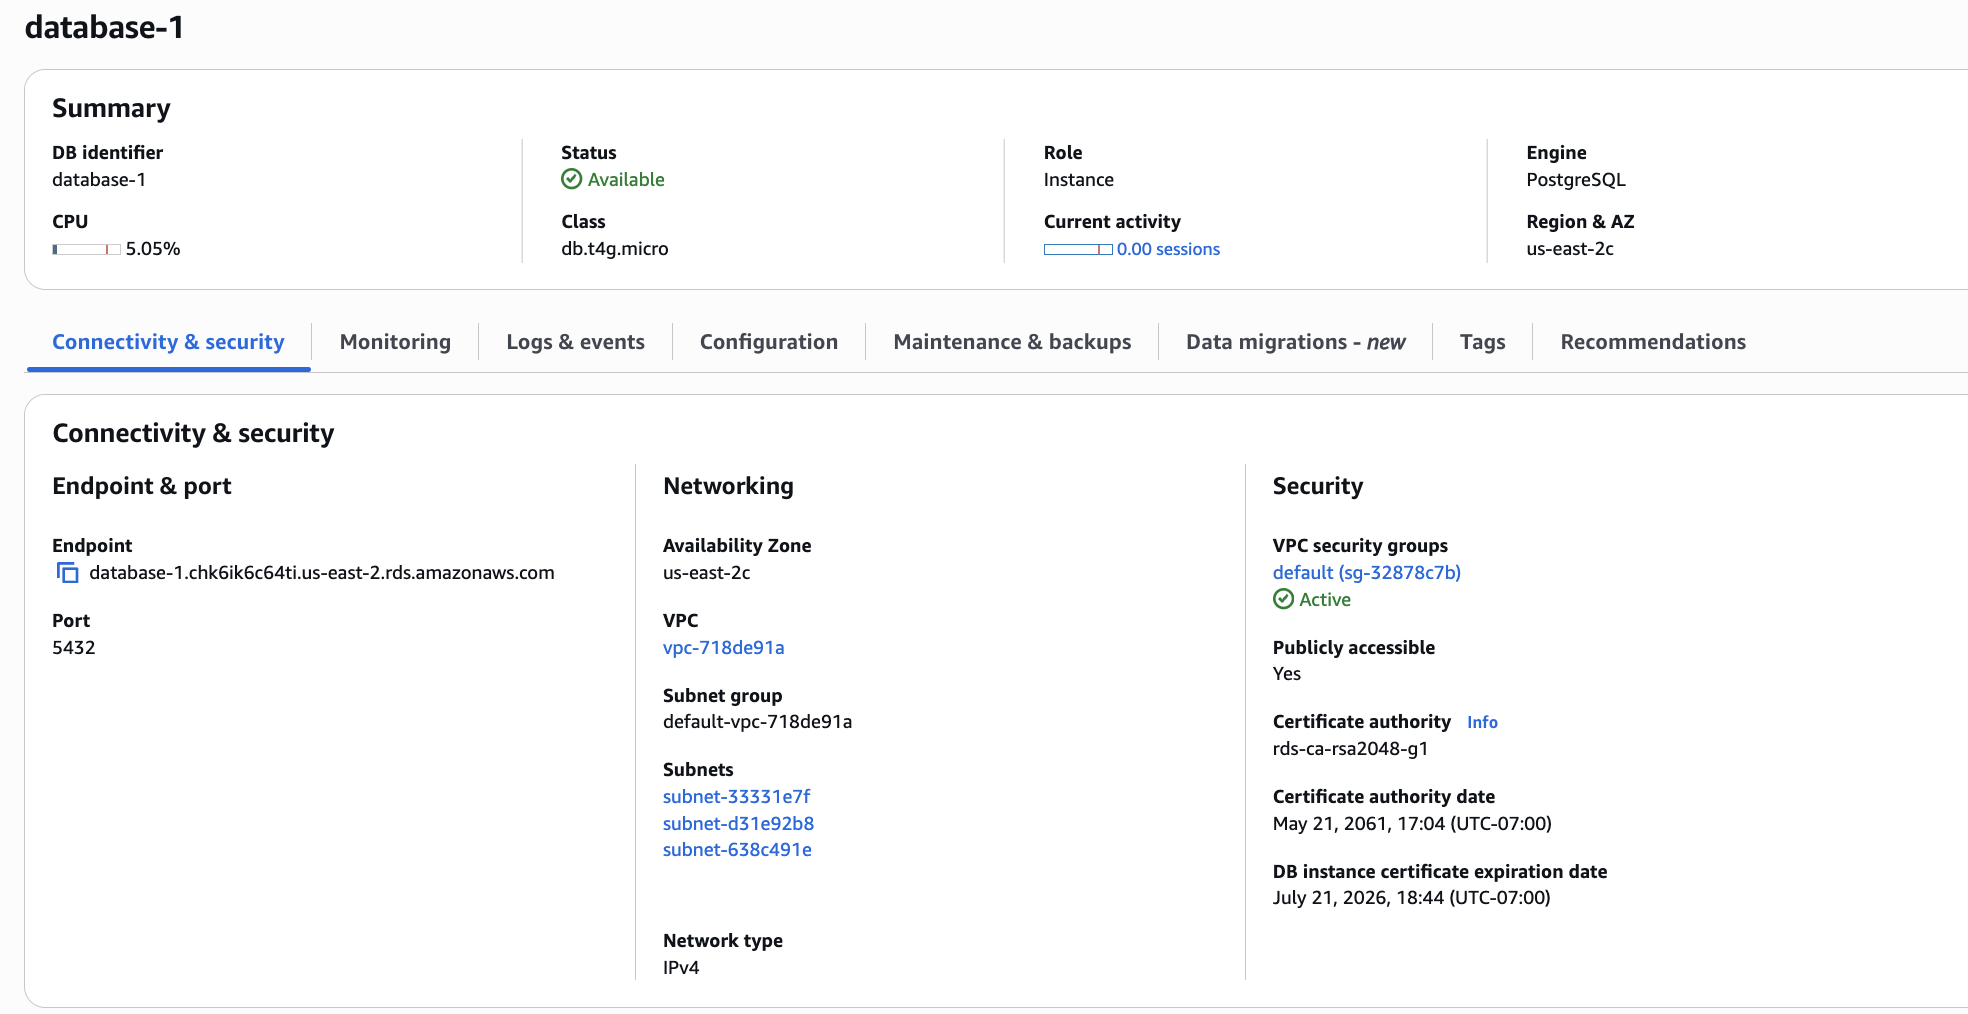 database-1
Summary
DB identifier
database-1
Status
Available
Role
Instance
Engine
PostgreSQL
CPU
5.05%
Class
db.t4g.micro
Current activity
0.00 sessions
Region & AZ
us-east-2c
Connectivity & security
Monitoring
Logs & events
Configuration
Maintenance & backups
Data migrations - new
Tags
Recommendations
Connectivity & security
Endpoint & port
Endpoint
database-1.chk6ik6c64ti.us-east-2.rds.amazonaws.com
Port
5432
Networking
Availability Zone
us-east-2c
VPC
vpc-718de91a
Subnet group
default-vpc-718de91a
Subnets
subnet-33331e7f
subnet-d31e92b8
subnet-638c491e
Network type
IPv4
Security
VPC security groups
default (sg-32878c7b)
Active
Publicly accessible
Yes
Certificate authority Info
rds-ca-rsa2048-g1
Certificate authority date
May 21, 2061, 17:04 (UTC-07:00)
DB instance certificate expiration date
July 21, 2026, 18:44 (UTC-07:00)